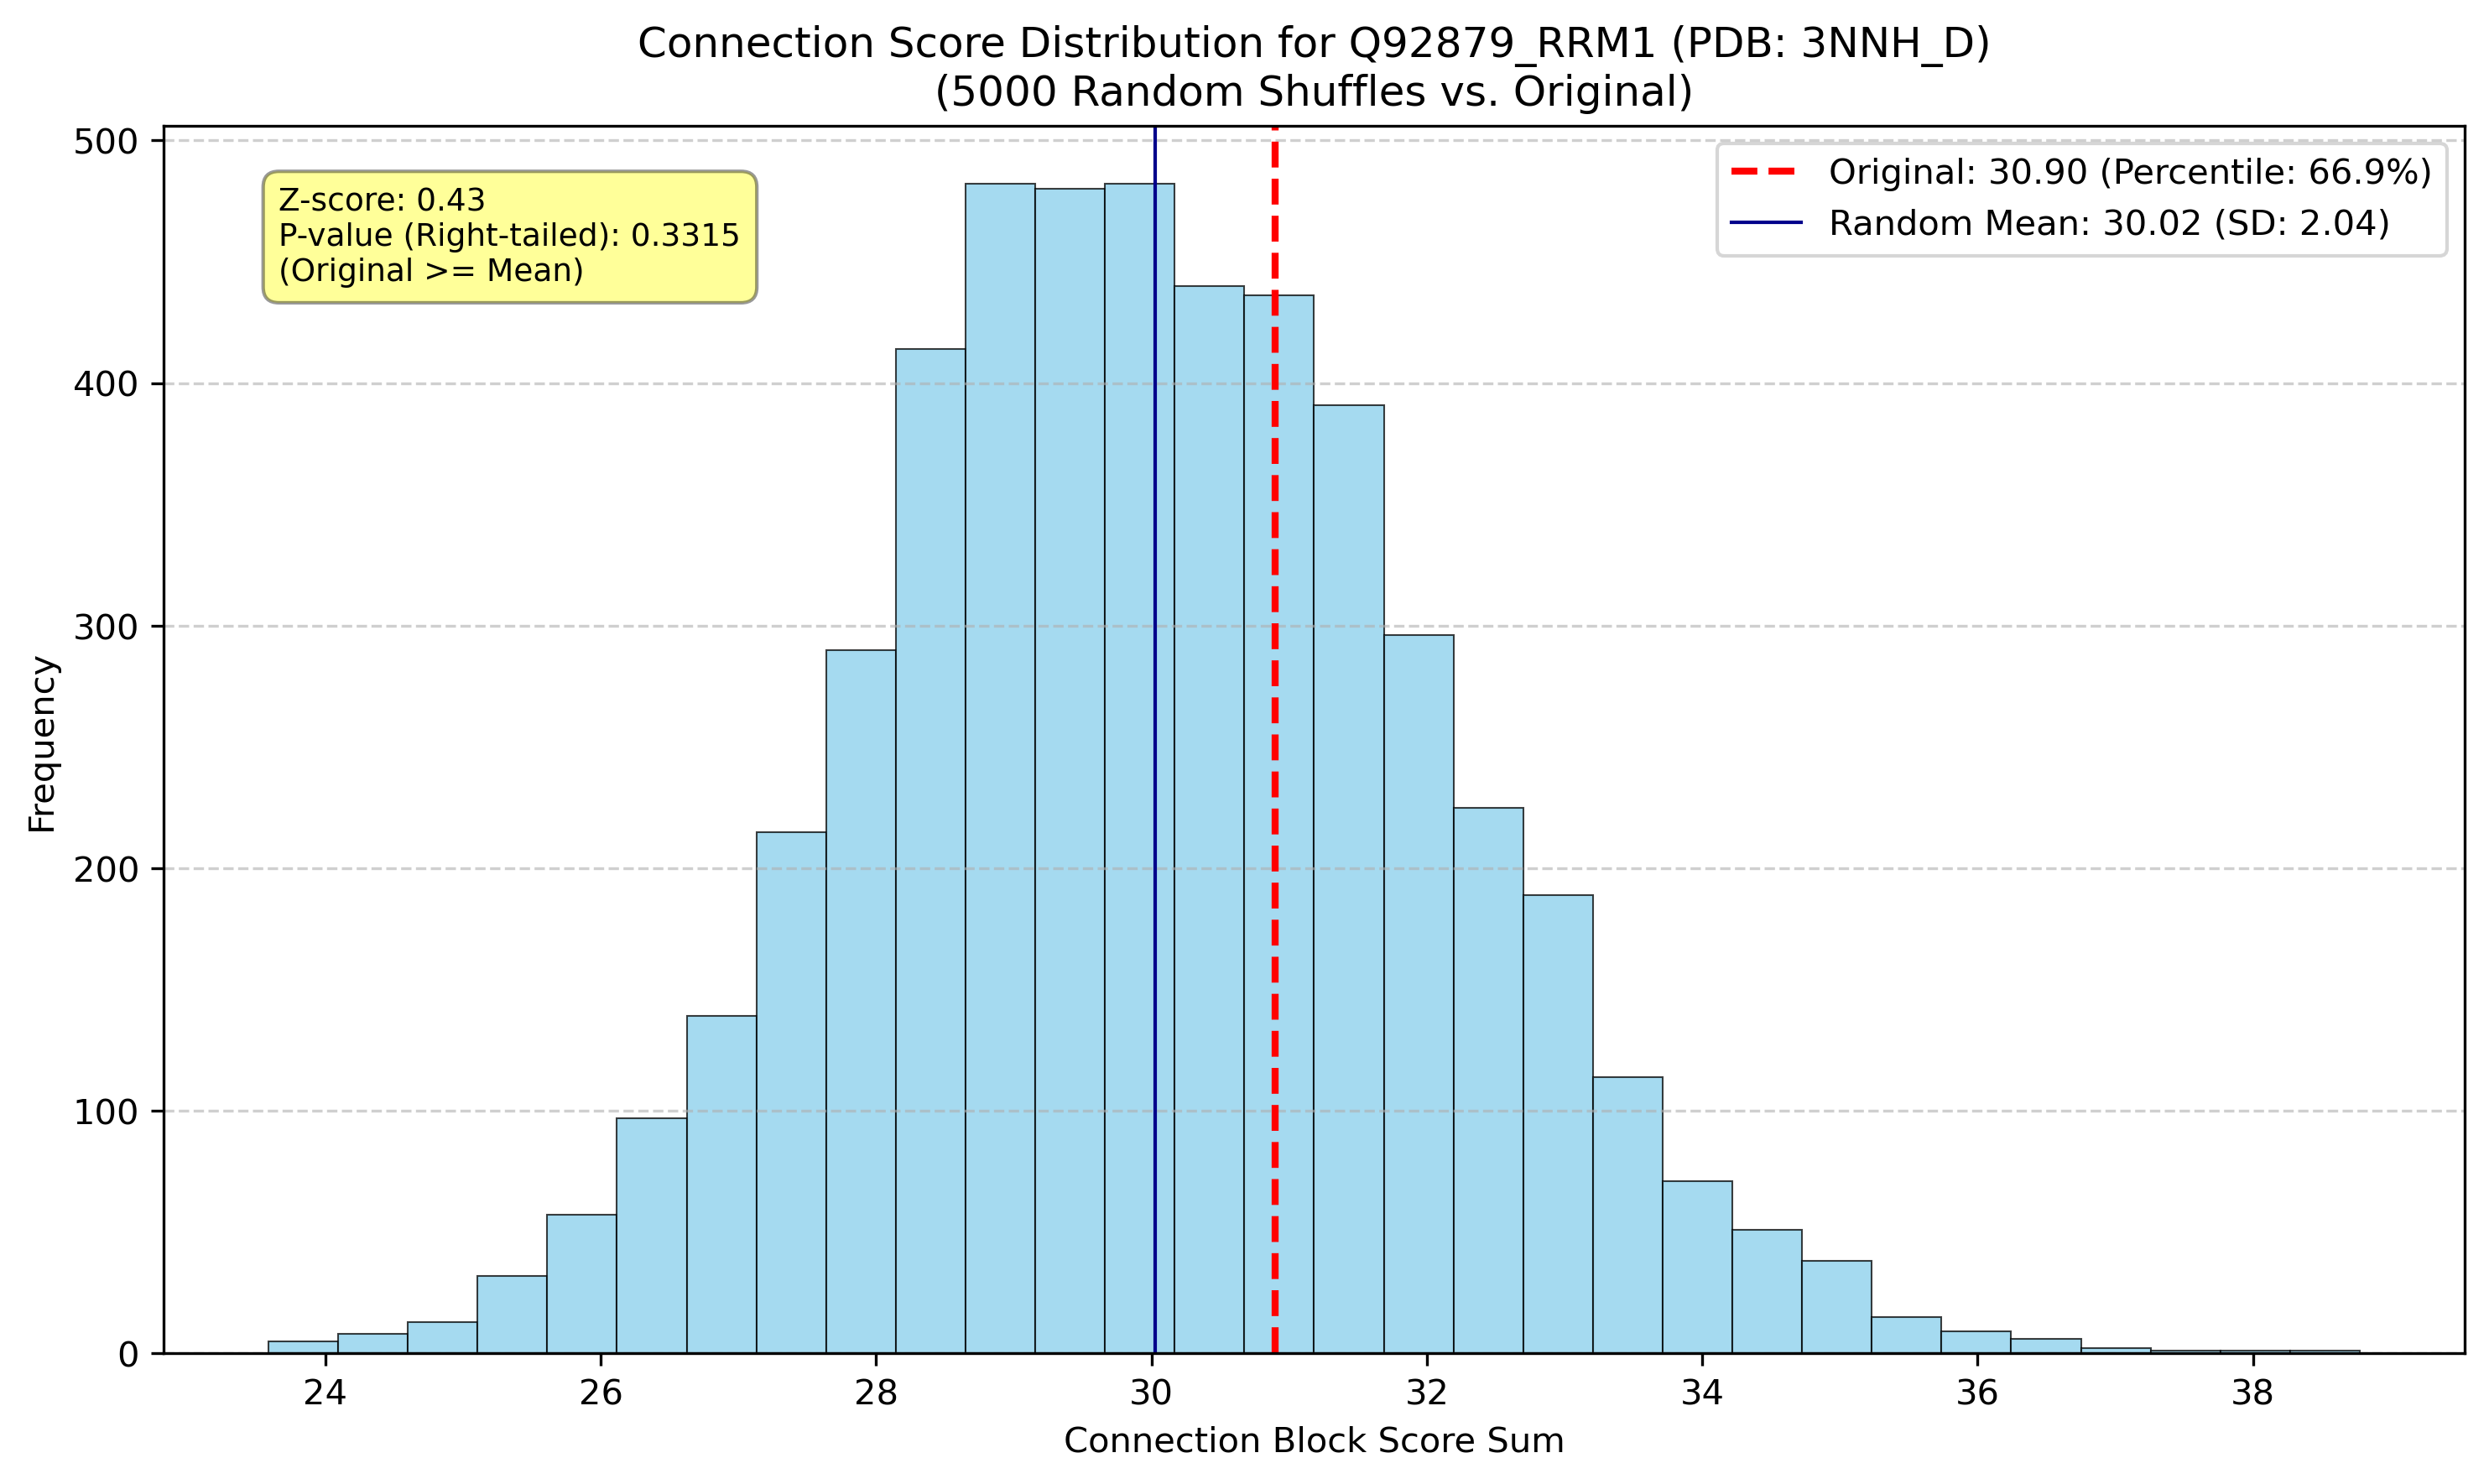 Connection Score Distribution for Q92879_RRM1 (PDB: 3NNH_D)
(5000 Random Shuffles vs. Original)
Z-score: 0.43
P-value (Right-tailed): 0.3315
(Original >= Mean)
Original: 30.90 (Percentile: 66.9%)
Random Mean: 30.02 (SD: 2.04)
Frequency
500
400
300
200
100
0
24 26 28 30 32 34 36 38
Connection Block Score Sum